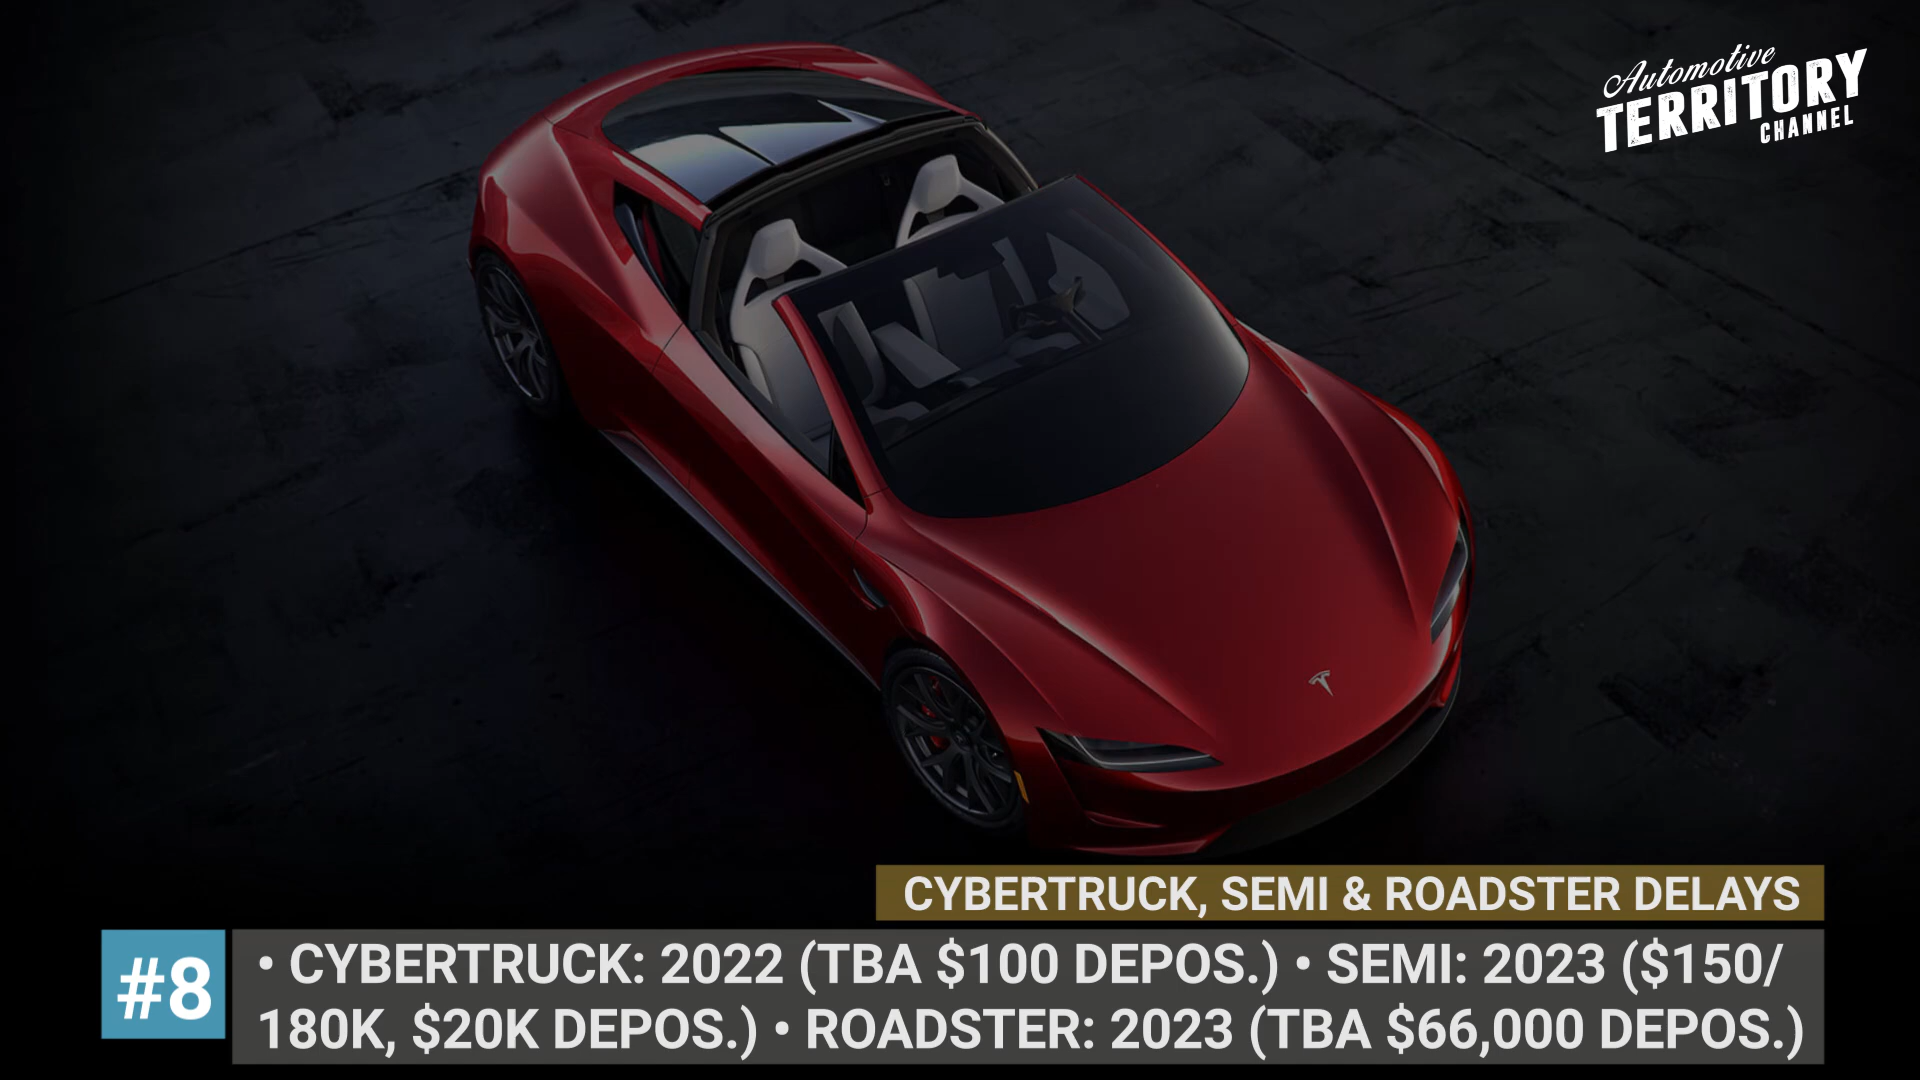 Automotive
TERRITORY
CHANNEL
CYBERTRUCK, SEMI & ROADSTER DELAYS
#8
• CYBERTRUCK: 2022 (TBA $100 DEPOS.) • SEMI: 2023 ($150/
180K, $20K DEPOS.) • ROADSTER: 2023 (TBA $66,000 DEPOS.)